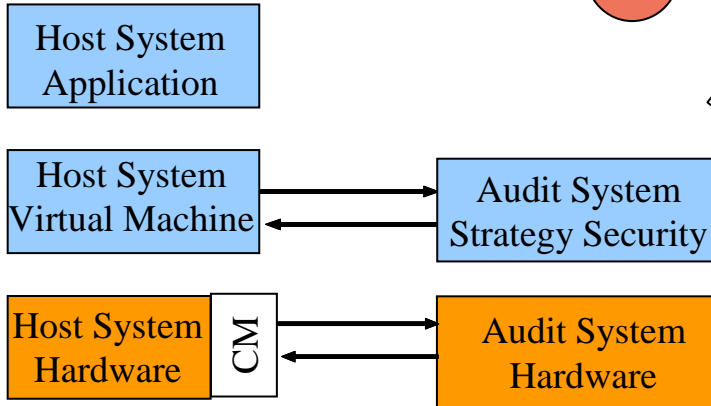 Host System
Application
Host System
Virtual Machine
Audit System
Strategy Security
Host System
Hardware
CM
Audit System
Hardware